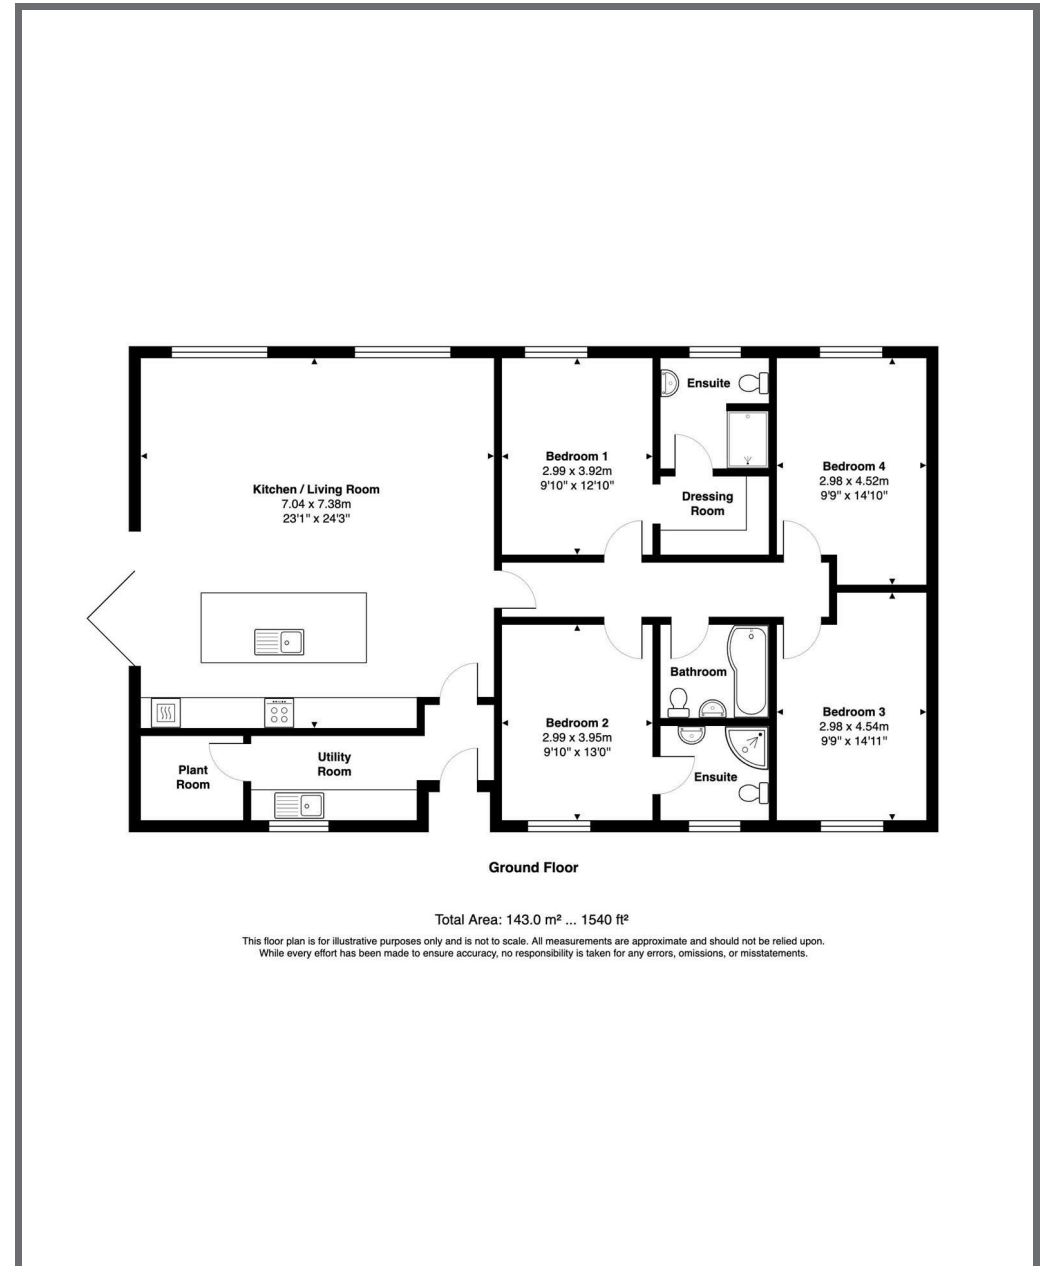 Ensuite
Bedroom 1
2.99 x 3.92m
9'10" x 12'10"
Bedroom 4
2.98 x 4.52m
9'9" x 14'10"
Kitchen / Living Room
7.04 x 7.38m
23'1" x 24'3"
Dressing
Room
Bathroom
Bedroom 2
2.99 x 3.95m
9'10" x 13'0"
Bedroom 3
2.98 x 4.54m
9'9" x 14'11"
Plant
Room
Utility
Room
Ensuite
Ground Floor
Total Area: 143.0 m² ... 1540 ft²
This floor plan is for illustrative purposes only and is not to scale. All measurements are approximate and should not be relied upon.
While every effort has been made to ensure accuracy, no responsibility is taken for any errors, omissions, or misstatements.